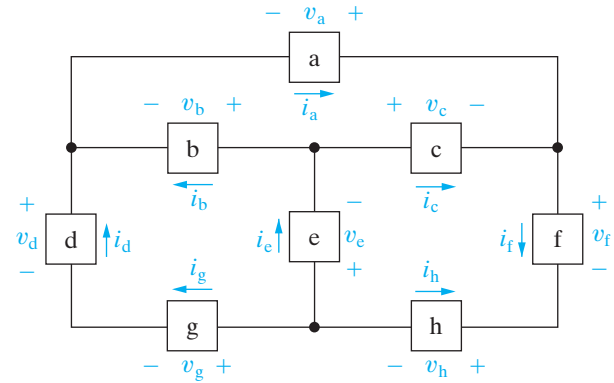 − v_a +
a
i_a
− v_b +
+ v_c −
b
c
i_b
i_c
+
v_d
−
d
i_d
i_e
e
−
v_e
+
i_f
f
+
v_f
−
i_g
i_h
g
h
− v_g +
− v_h +